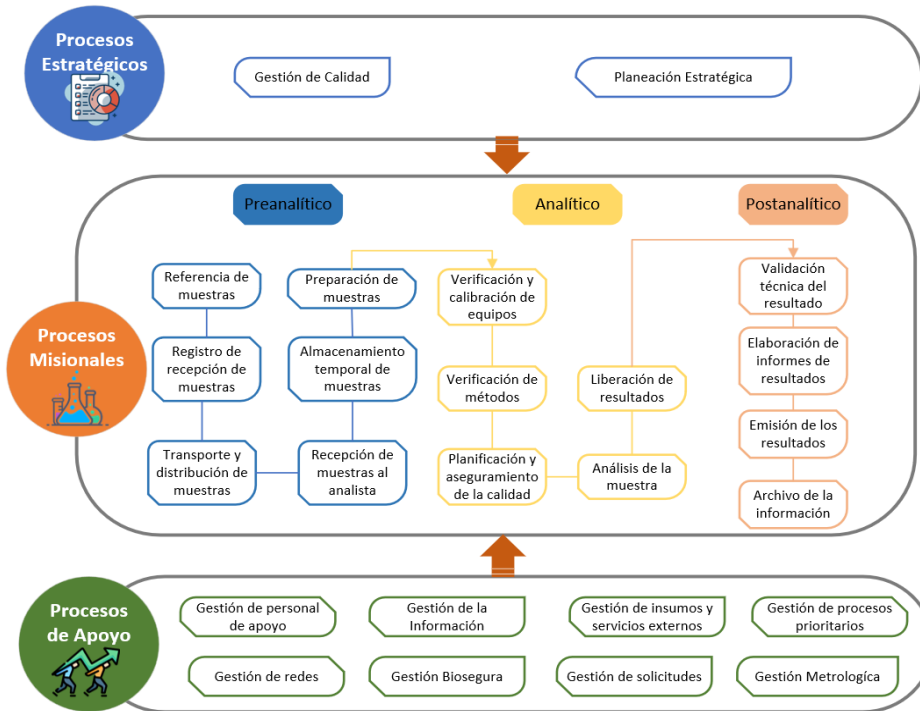 Procesos
Estratégicos
Gestión de Calidad
Planeación Estratégica
Procesos
Misionales
Preanalítico
Analítico
Postanalítico
Referencia de
muestras
Registro de
recepción de
muestras
Transporte y
distribución de
muestras
Recepción de
muestras al
analista
Almacenamiento
temporal de
muestras
Preparación de
muestras
Verificación y
calibración de
equipos
Verificación de
métodos
Planificación y
aseguramiento
de la calidad
Análisis de la
muestra
Liberación de
resultados
Validación
técnica del
resultado
Elaboración de
informes de
resultados
Emisión de los
resultados
Archivo de la
información
Procesos
de Apoyo
Gestión de personal
de apoyo
Gestión de la
Información
Gestión de insumos y
servicios externos
Gestión de procesos
prioritarios
Gestión de redes
Gestión Biosegura
Gestión de solicitudes
Gestión Metrologíca